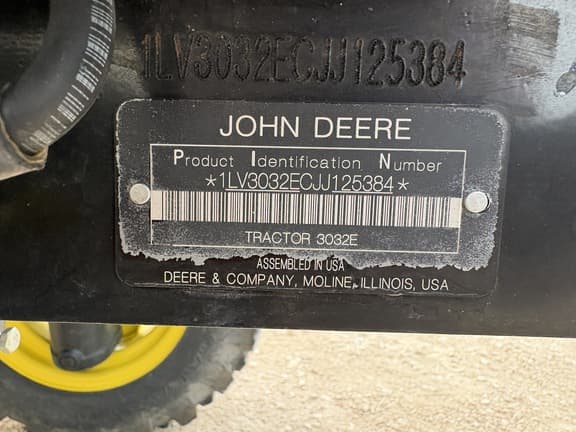 1LV3032ECJJ125384
JOHN DEERE
Product Identification Number
*1LV3032ECJJ125384*
TRACTOR 3032E
ASSEMBLED IN USA
DEERE & COMPANY, MOLINE, ILLINOIS, USA